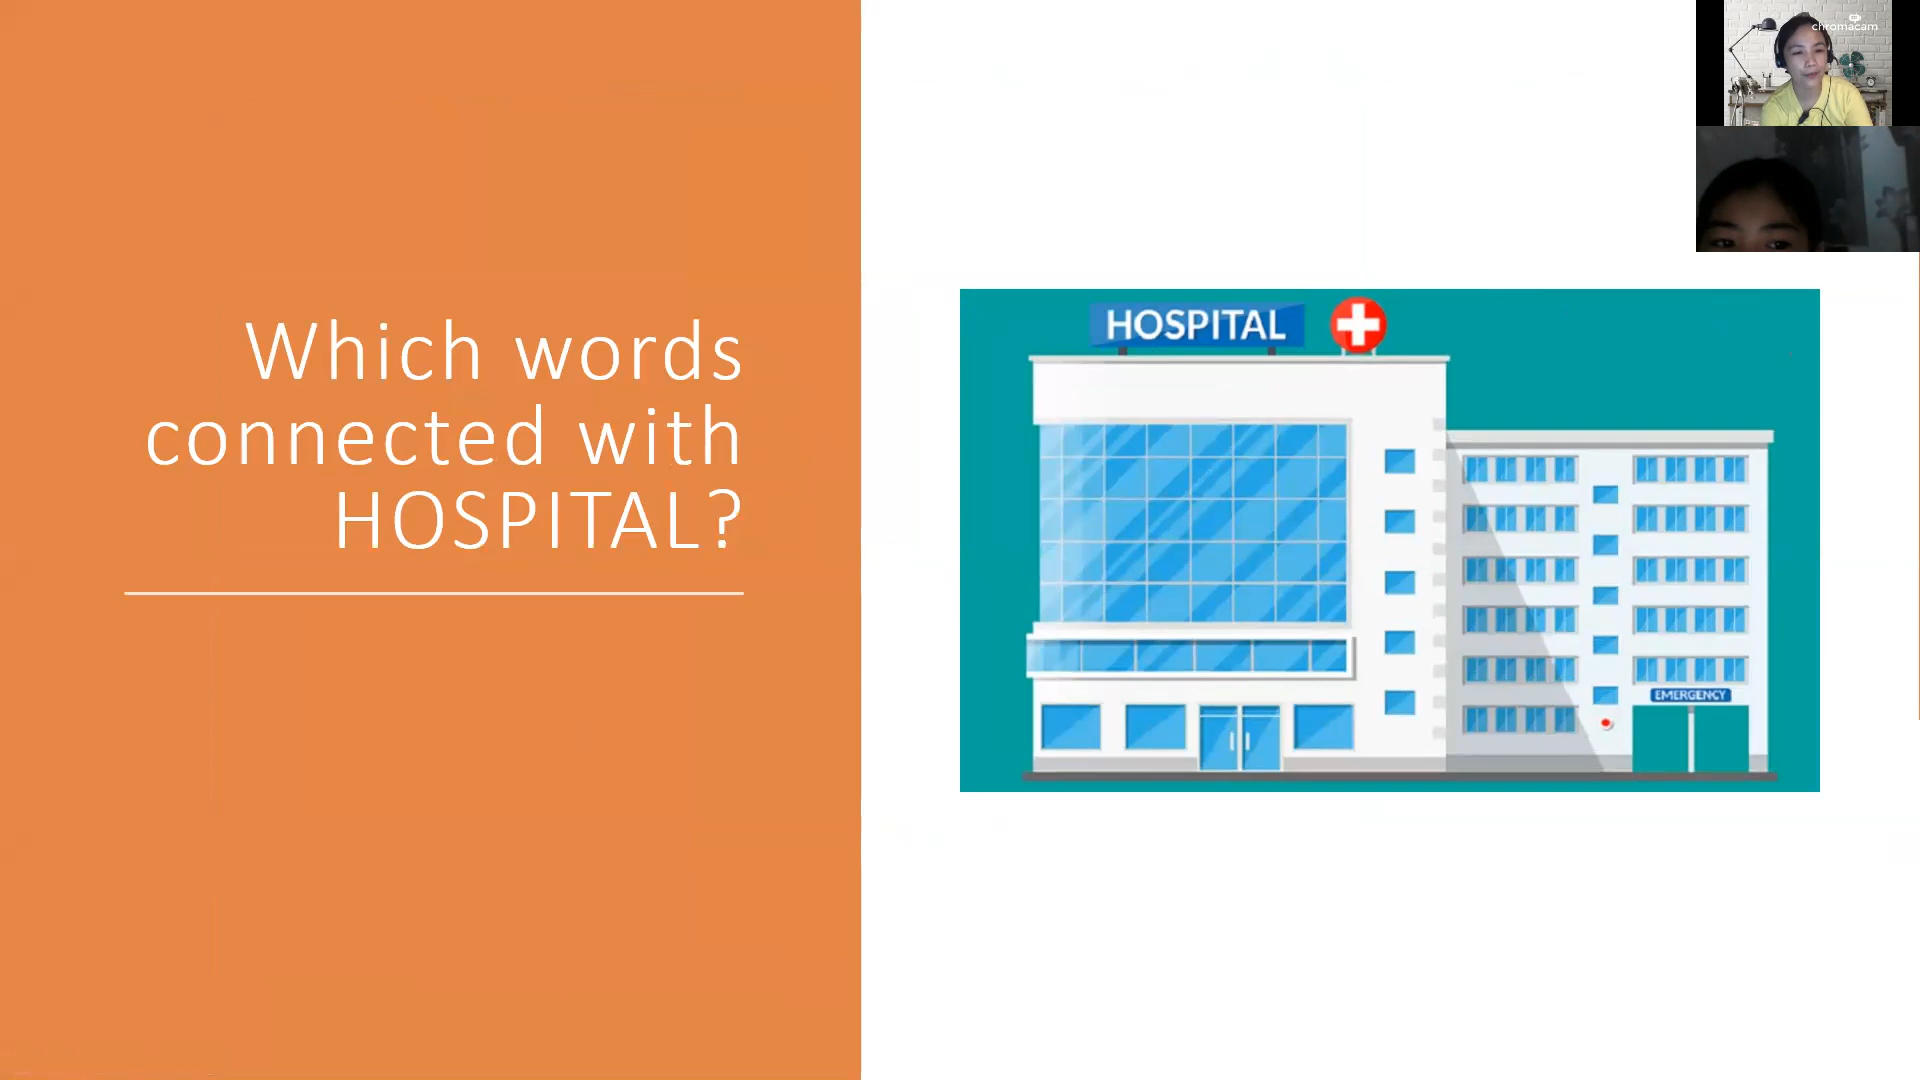 Which words
connected with
HOSPITAL?
HOSPITAL
EMERGENCY
chromacam